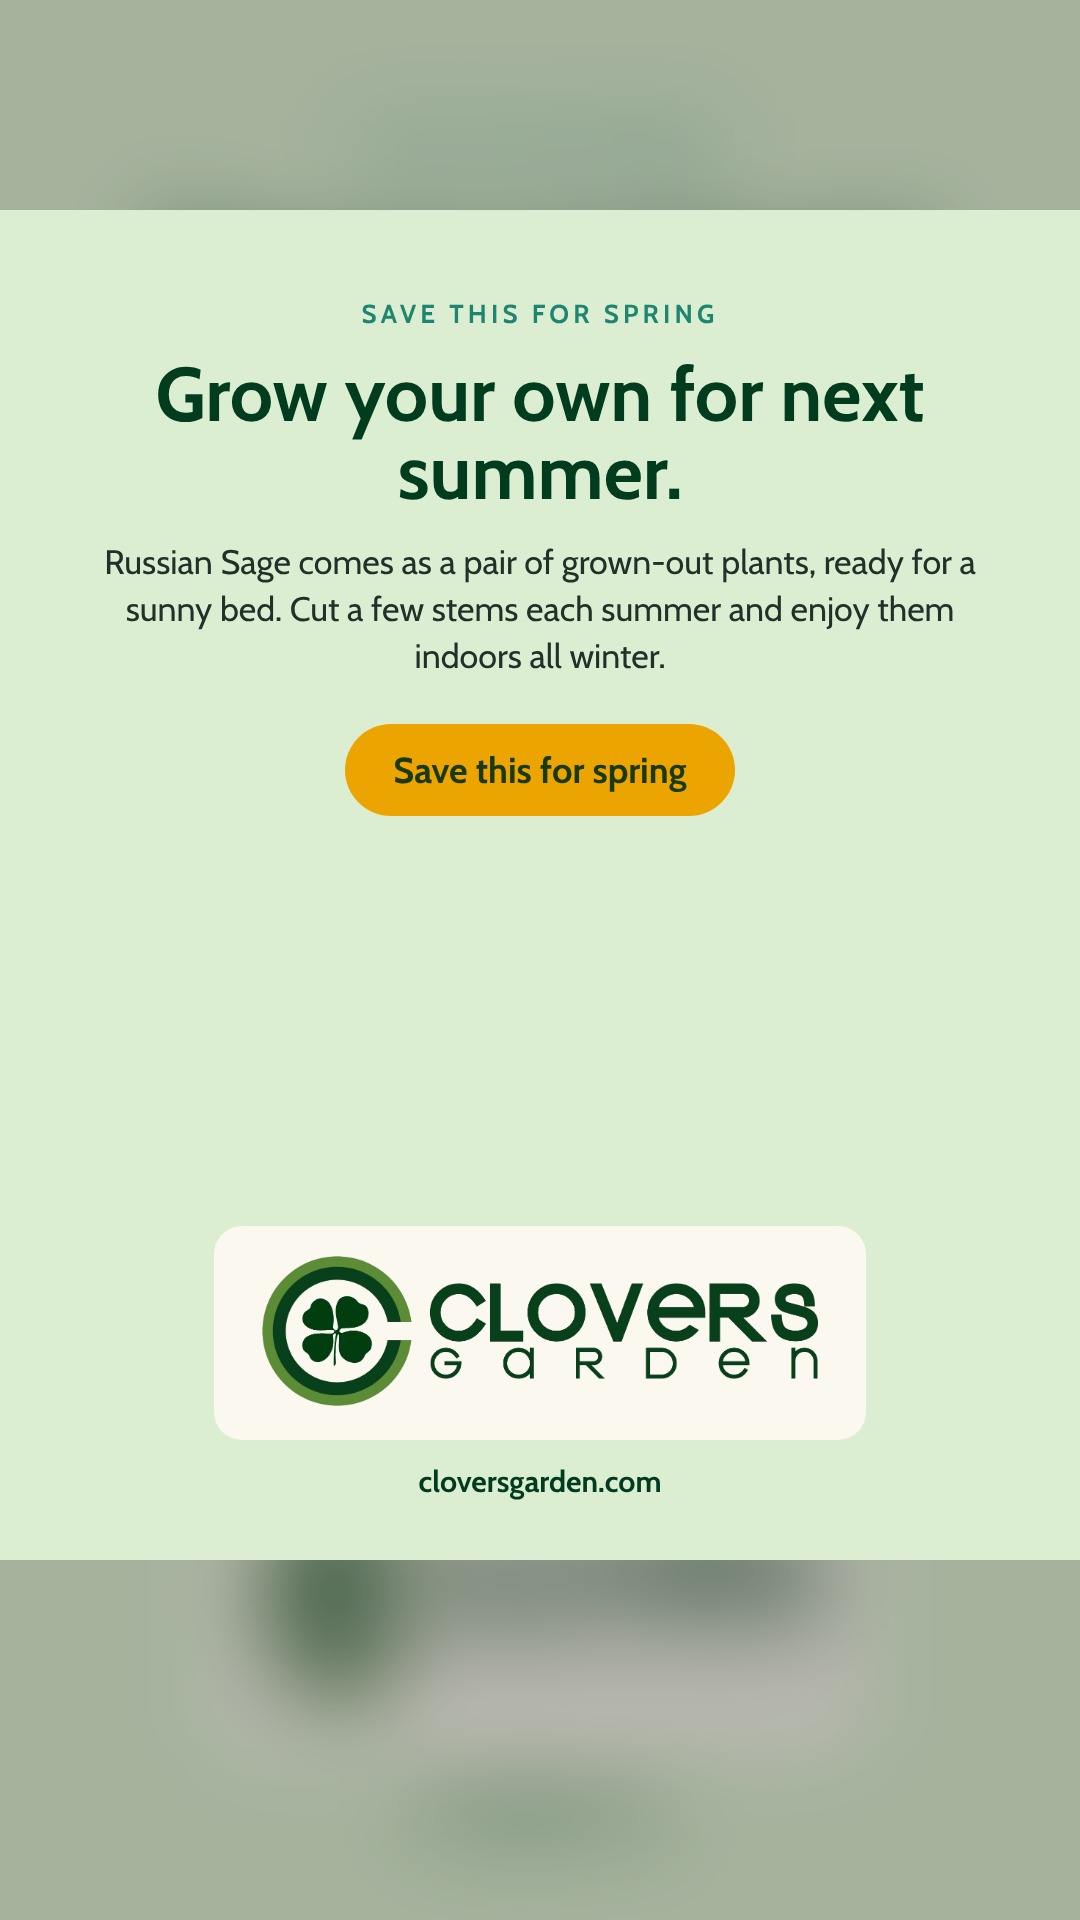 SAVE THIS FOR SPRING
Grow your own for next
summer.
Russian Sage comes as a pair of grown-out plants, ready for a
sunny bed. Cut a few stems each summer and enjoy them
indoors all winter.
Save this for spring
CLOVeRS
GaRDen
cloversgarden.com